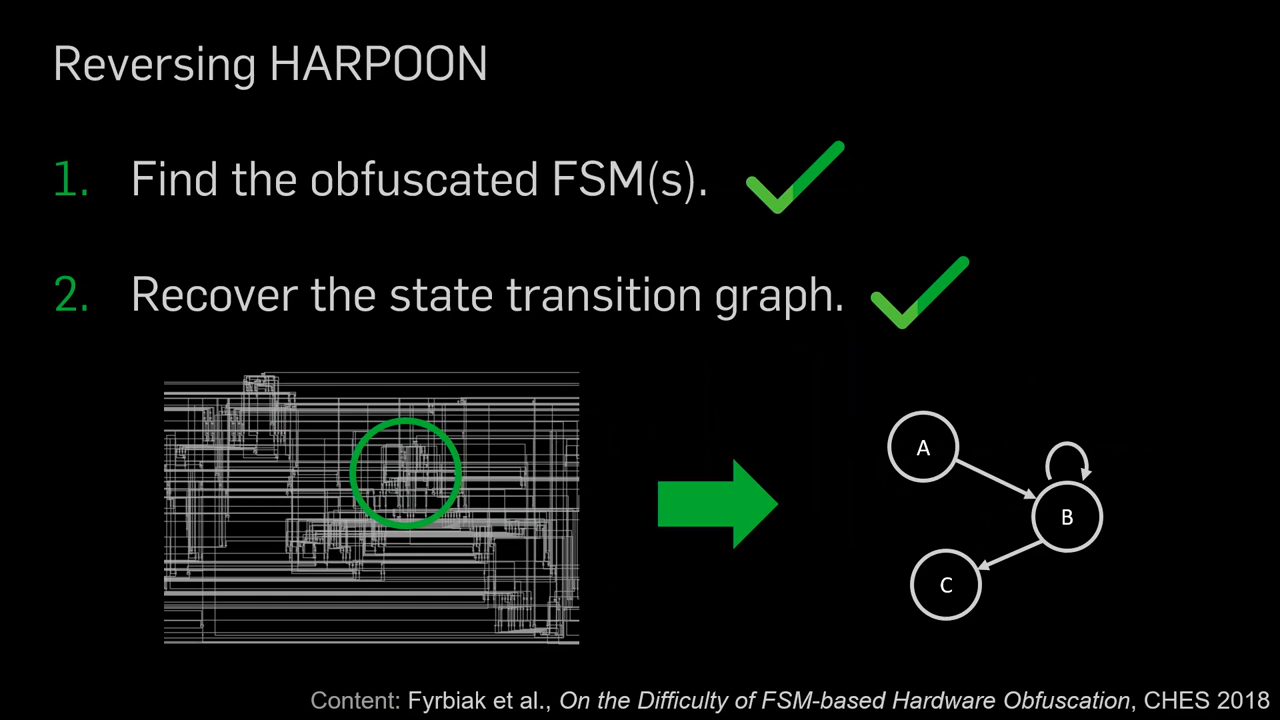 Reversing HARPOON
1. Find the obfuscated FSM(s).
2. Recover the state transition graph.
A
B
C
Content: Fyrbiak et al., On the Difficulty of FSM-based Hardware Obfuscation, CHES 2018